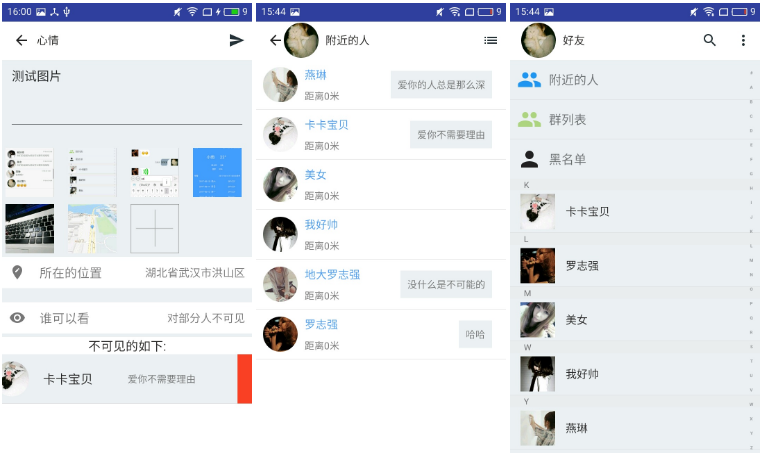 16:00
9
心情
测试图片
所在的位置
湖北省武汉市洪山区
谁可以看
对部分人不可见
不可见的如下:
卡卡宝贝
爱你不需要理由
15:44
9
附近的人
燕琳
爱你的人总是那么深
距离0米
卡卡宝贝
爱你不需要理由
距离0米
美女
距离0米
我好帅
距离0米
地大罗志强
没什么是不可能的
距离0米
罗志强
哈哈
距离0米
15:44
9
好友
附近的人
群列表
黑名单
K
卡卡宝贝
L
罗志强
M
美女
W
我好帅
Y
燕琳